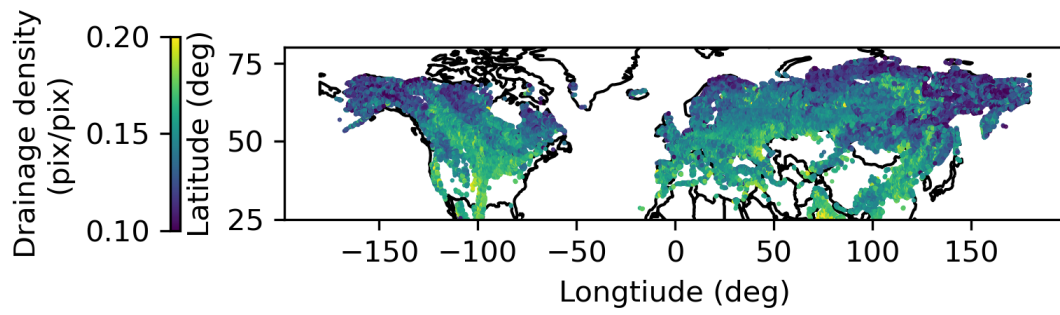 Drainage density
(pix/pix)
0.20
0.15
0.10
Latitude (deg)
75
50
25
−150 −100 −50 0 50 100 150
Longtiude (deg)